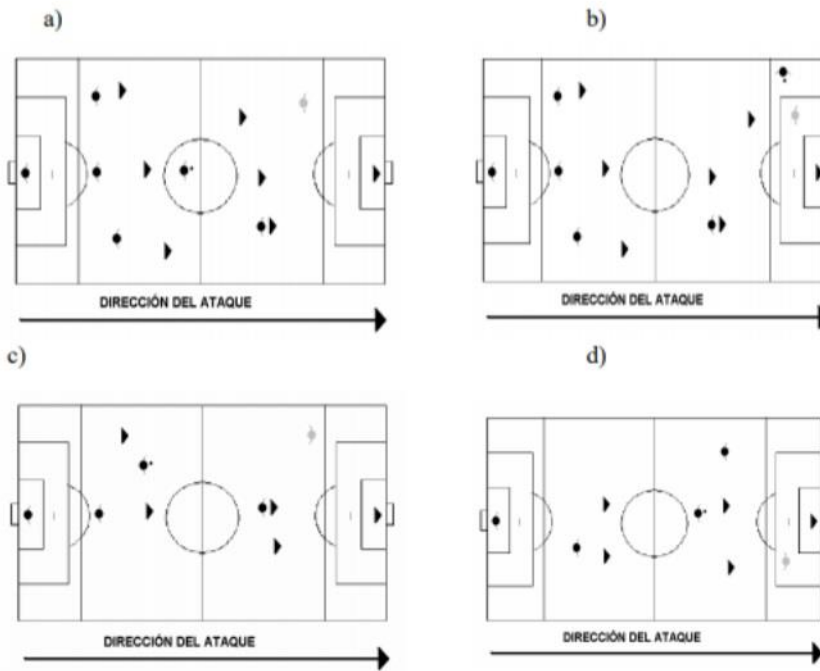 a)
b)
DIRECCIÓN DEL ATAQUE
DIRECCIÓN DEL ATAQUE
c)
d)
DIRECCIÓN DEL ATAQUE
DIRECCIÓN DEL ATAQUE